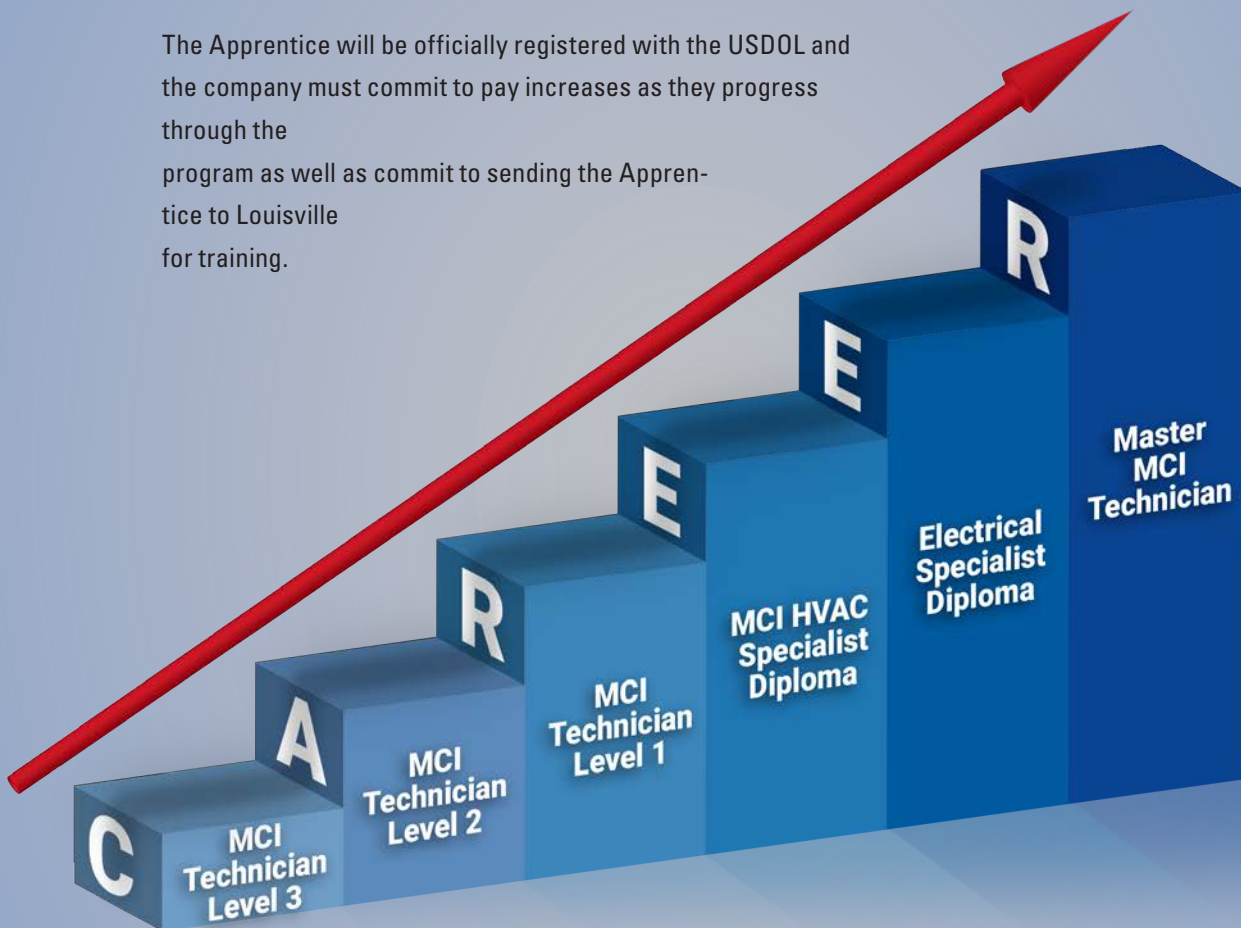 The Apprentice will be officially registered with the USDOL and
the company must commit to pay increases as they progress
through the
program as well as commit to sending the Appren-
tice to Louisville
for training.
C
MCI
Technician
Level 3
A
MCI
Technician
Level 2
R
MCI
Technician
Level 1
E
MCI HVAC
Specialist
Diploma
E
Electrical
Specialist
Diploma
R
Master
MCI
Technician